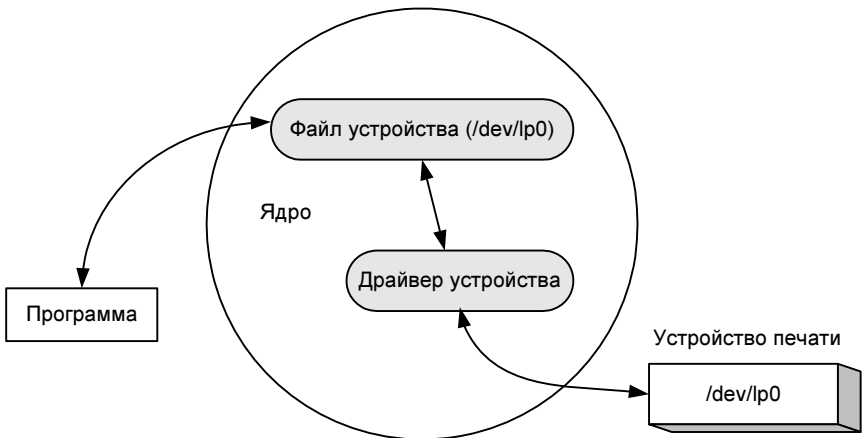 Файл устройства (/dev/lp0)
Ядро
Драйвер устройства
Программа
Устройство печати
/dev/lp0